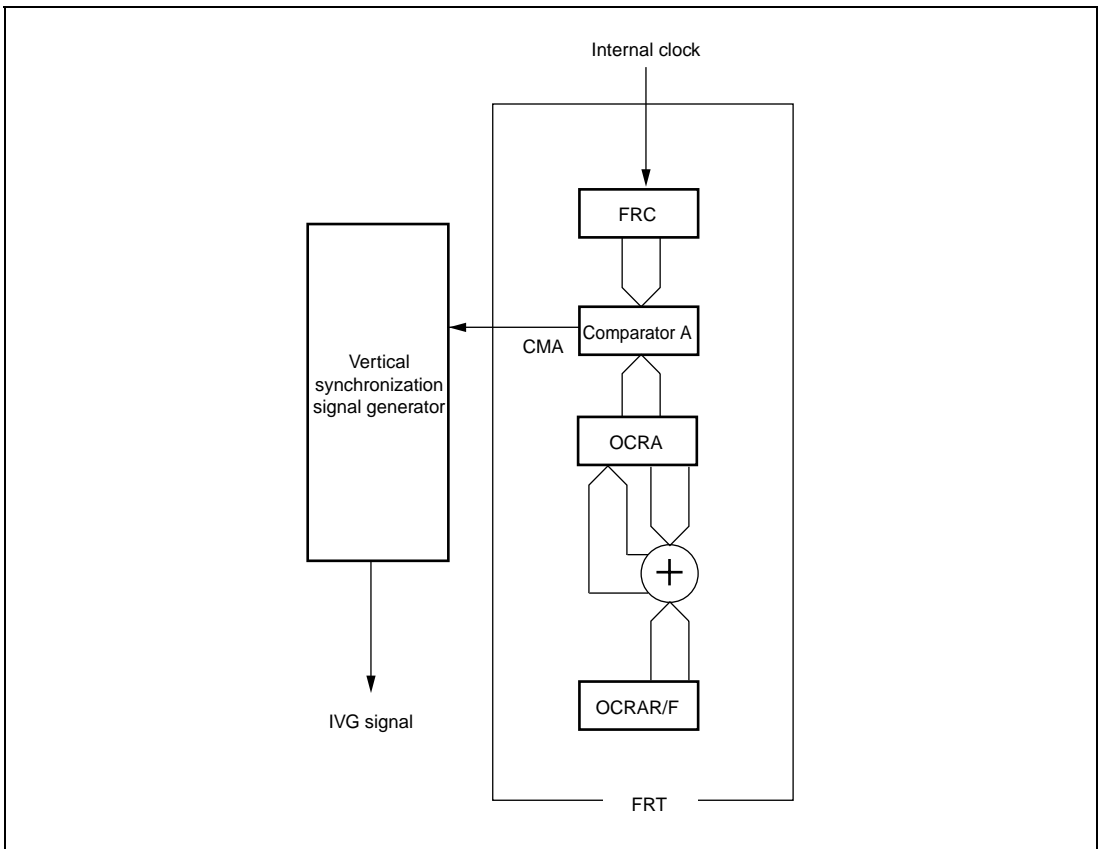 Internal clock
FRC
Comparator A
CMA
Vertical
synchronization
signal generator
OCRA
+
OCRAR/F
IVG signal
FRT